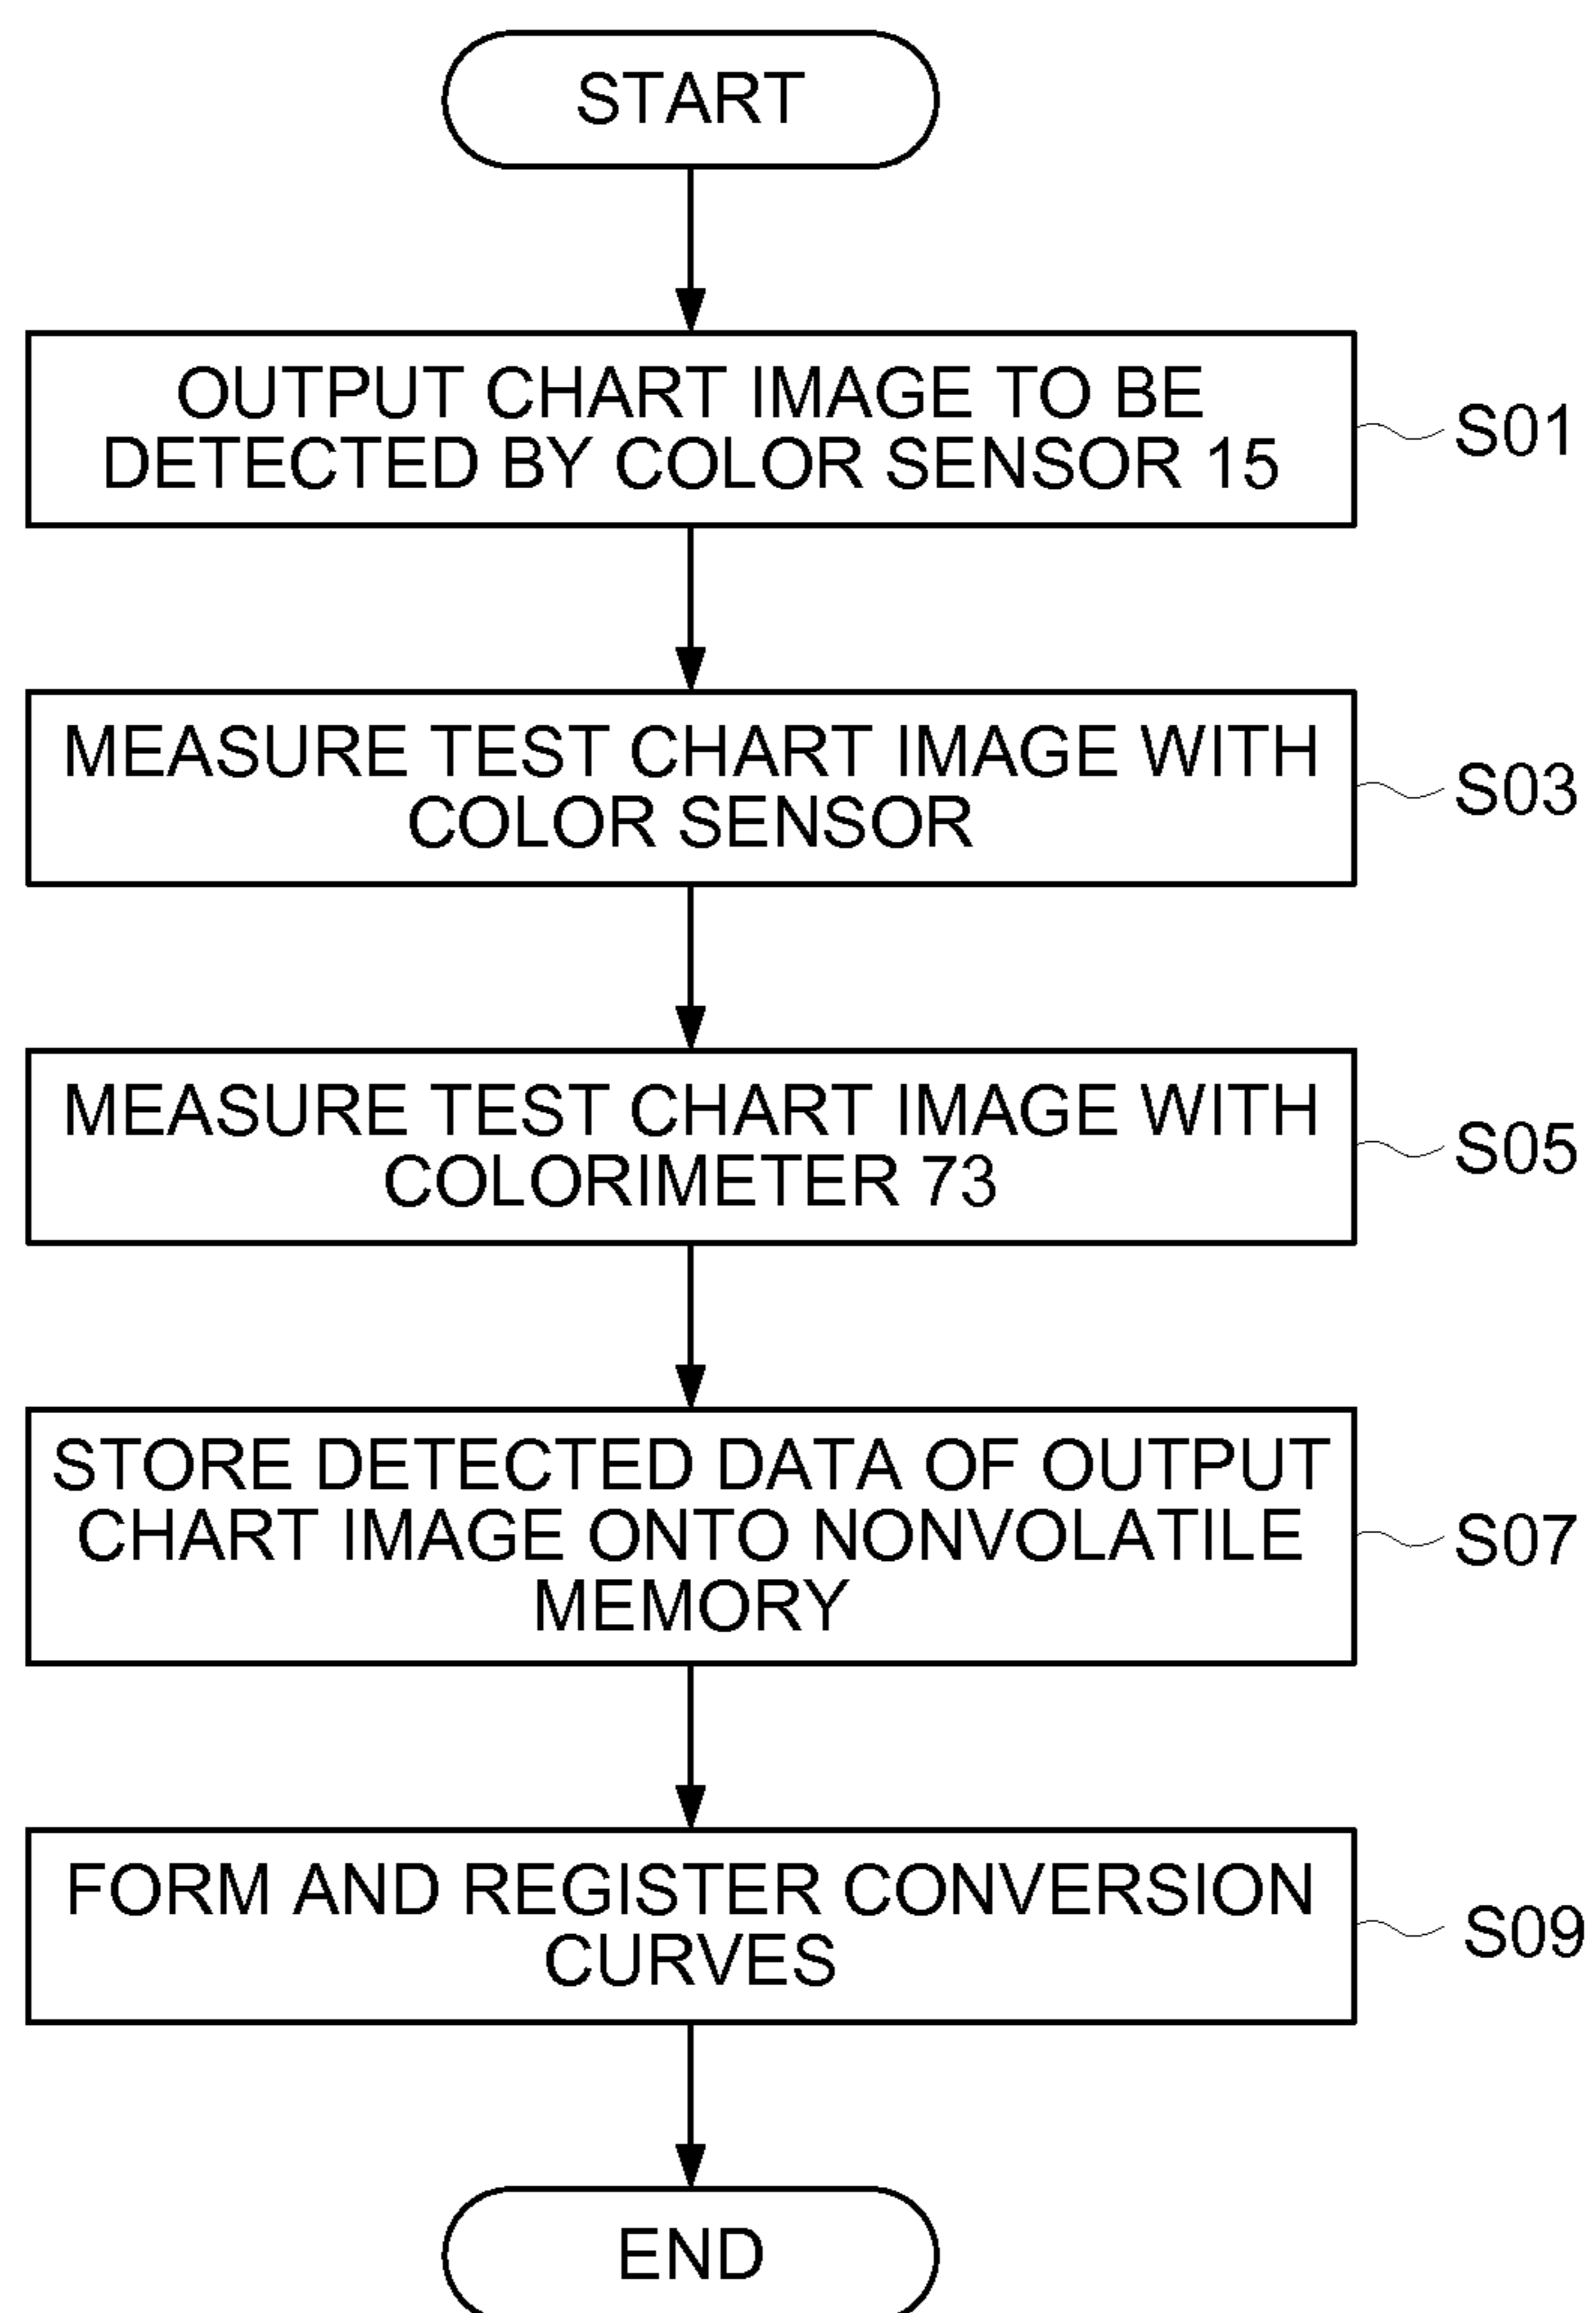 START
OUTPUT CHART IMAGE TO BE
DETECTED BY COLOR SENSOR 15
S01
MEASURE TEST CHART IMAGE WITH
COLOR SENSOR
S03
MEASURE TEST CHART IMAGE WITH
COLORIMETER 73
S05
STORE DETECTED DATA OF OUTPUT
CHART IMAGE ONTO NONVOLATILE
MEMORY
S07
FORM AND REGISTER CONVERSION
CURVES
S09
END